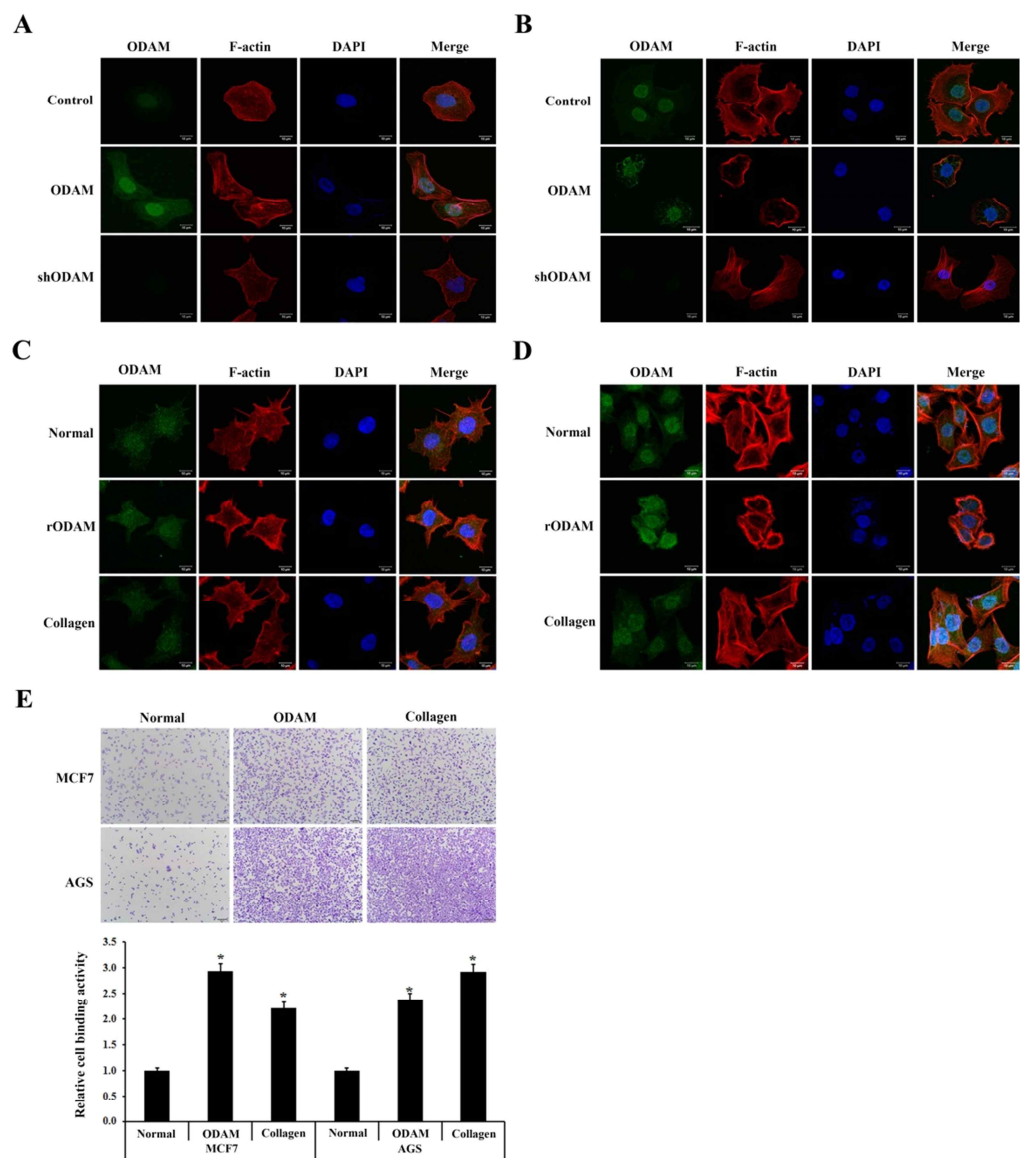 A
ODAM F-actin DAPI Merge
Control
ODAM
shODAM
B
ODAM F-actin DAPI Merge
Control
ODAM
shODAM
C
ODAM F-actin DAPI Merge
Normal
rODAM
Collagen
D
ODAM F-actin DAPI Merge
Normal
rODAM
Collagen
E
Normal ODAM Collagen
MCF7
AGS
Relative cell binding activity
3.5
3.0
2.5
2.0
1.5
1.0
0.5
0.0
* * * *
Normal ODAM Collagen Normal ODAM Collagen
MCF7 AGS